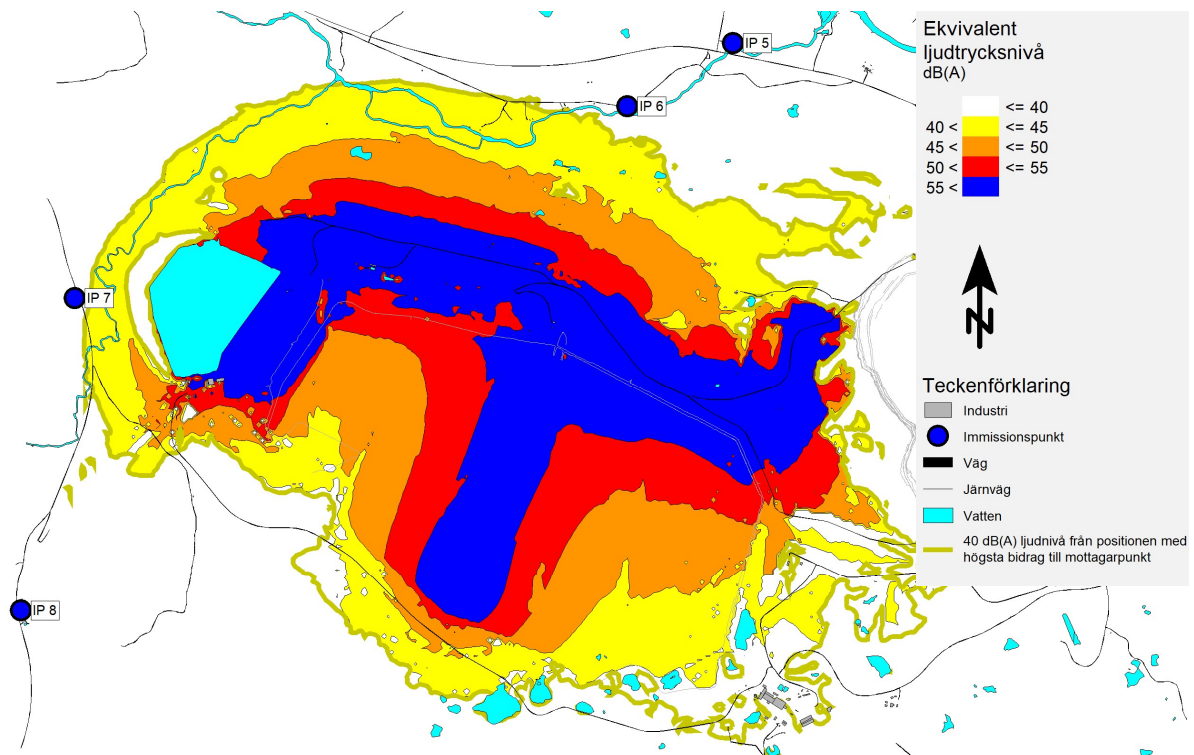 IP 5
IP 6
IP 7
IP 8
Ekvivalent
ljudtrycksnivå
dB(A)
<= 40
40 < <= 45
45 < <= 50
50 < <= 55
55 <
N
Teckenförklaring
Industri
Immissionspunkt
Väg
Järnväg
Vatten
40 dB(A) ljudnivå från positionen med
högsta bidrag till mottagarpunkt